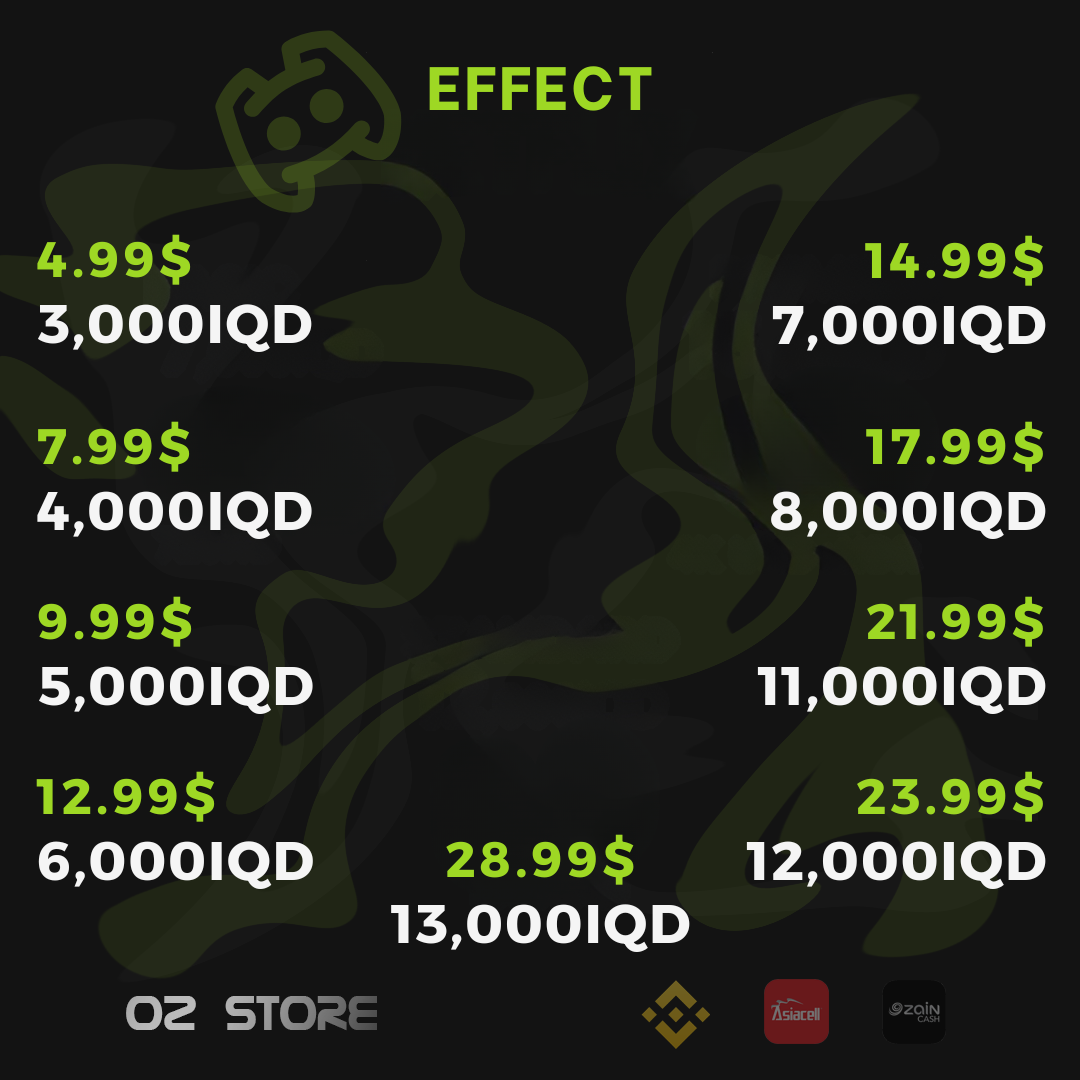 EFFECT
4.99$
3,000IQD
7.99$
4,000IQD
9.99$
5,000IQD
12.99$
6,000IQD
14.99$
7,000IQD
17.99$
8,000IQD
21.99$
11,000IQD
23.99$
12,000IQD
28.99$
13,000IQD
OZ STORE
Asiacell
zain
CASH